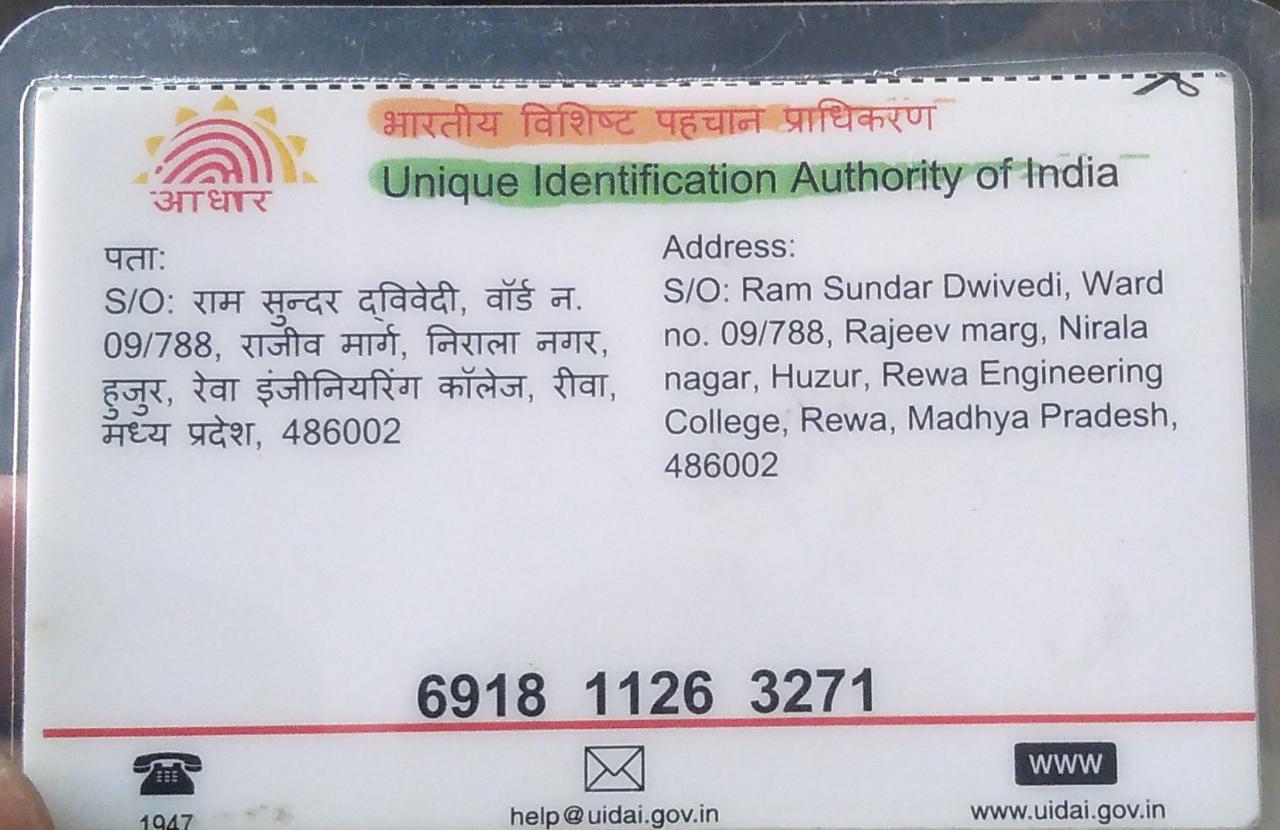 आधार
भारतीय विशिष्ट पहचान प्राधिकरण
Unique Identification Authority of India
पता:
S/O: राम सुन्दर द्विवेदी, वॉर्ड न.
09/788, राजीव मार्ग, निराला नगर,
हुजुर, रेवा इंजीनियरिंग कॉलेज, रीवा,
मध्य प्रदेश, 486002
Address:
S/O: Ram Sundar Dwivedi, Ward
no. 09/788, Rajeev marg, Nirala
nagar, Huzur, Rewa Engineering
College, Rewa, Madhya Pradesh,
486002
6918 1126 3271
1947
help@uidai.gov.in
www
www.uidai.gov.in